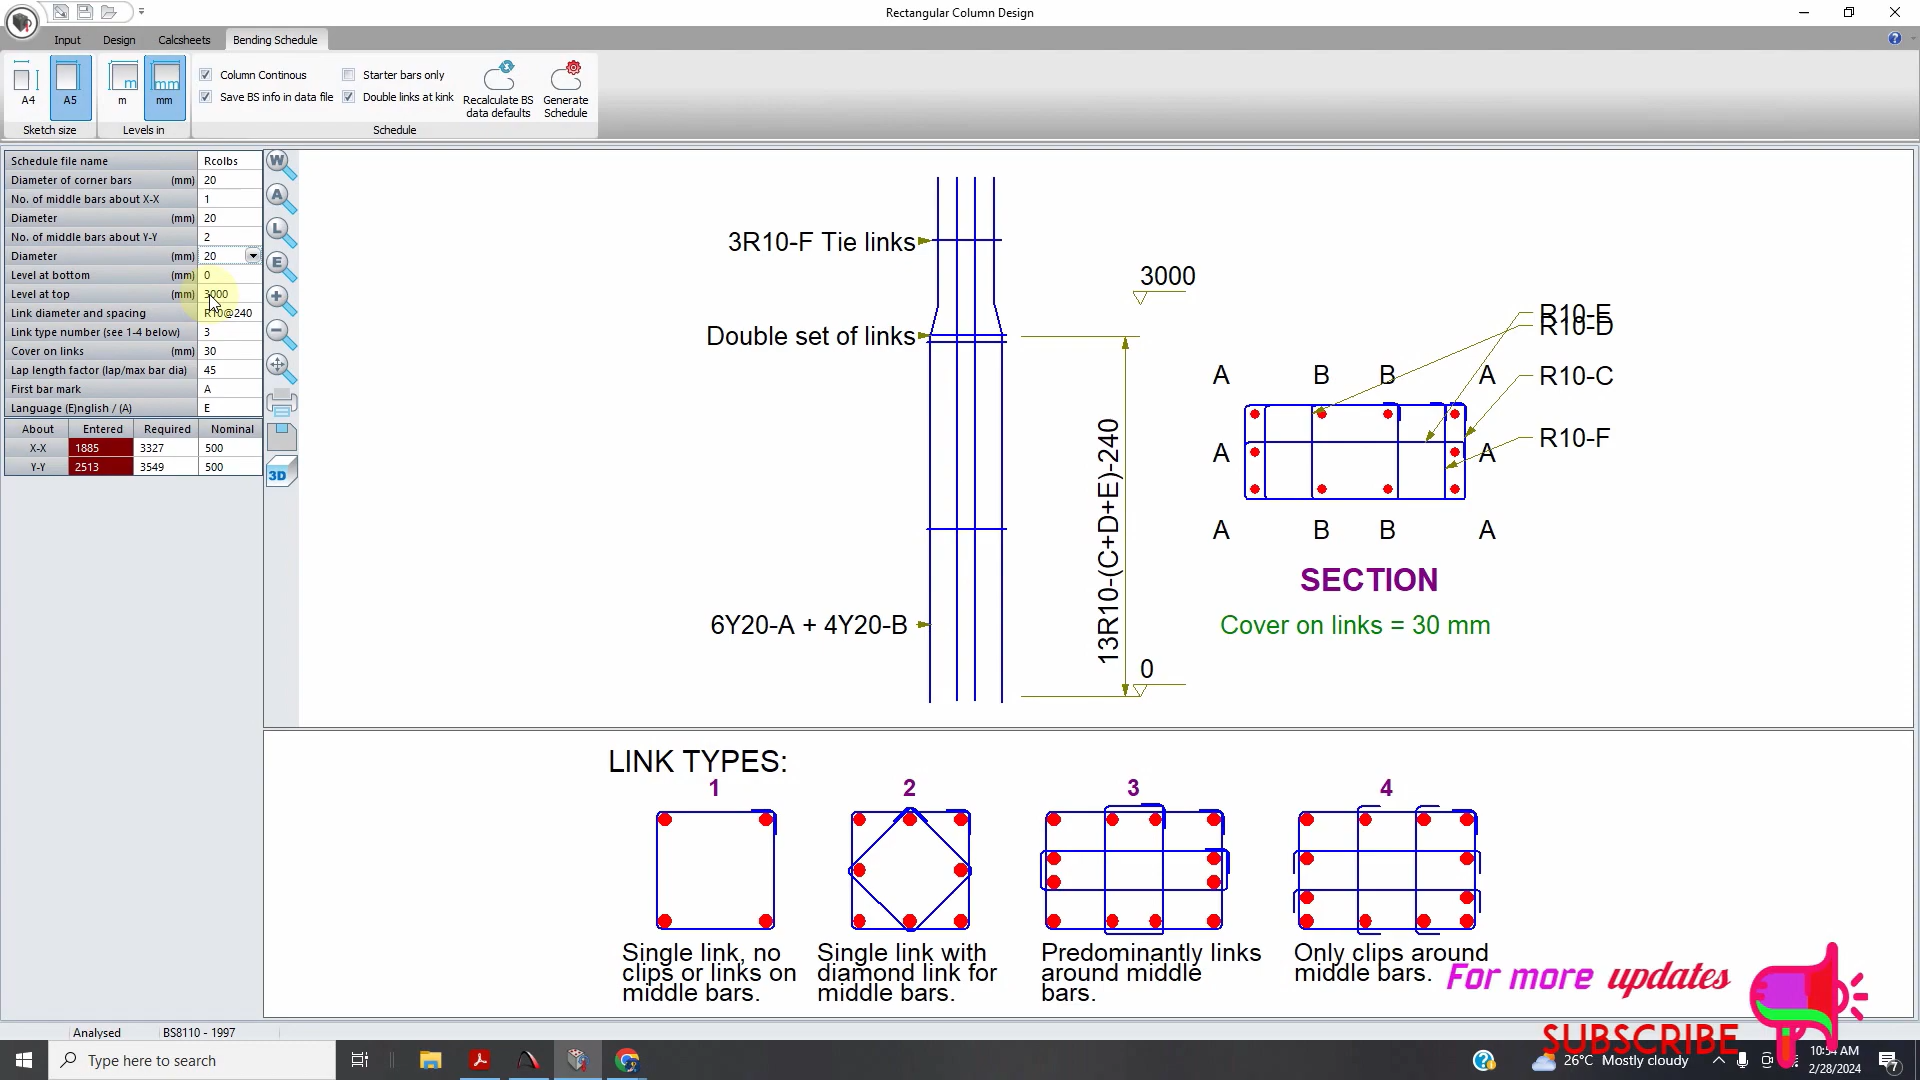 Rectangular Column Design
Input
Design
Calcsheets
Bending Schedule
A4
A5
m
mm
Column Continous
Save BS info in data file
Starter bars only
Double links at kink
Recalculate BS
data defaults
Generate
Schedule
Sketch size
Levels in
Schedule
Schedule file name Rcolbs
Diameter of corner bars (mm) 20
No. of middle bars about X-X 1
Diameter (mm) 20
No. of middle bars about Y-Y 2
Diameter (mm) 20
Level at bottom (mm) 0
Level at top (mm) 3000
Link diameter and spacing R10@240
Link type number (see 1-4 below) 3
Cover on links (mm) 30
Lap length factor (lap/max bar dia) 45
First bar mark A
Language (E)nglish / (A) E
About Entered Required Nominal
X-X 1885 3327 500
Y-Y 2513 3549 500
W
A
L
E
3D
3R10-F Tie links
Double set of links
6Y20-A + 4Y20-B
3000
13R10-(C+D+E)-240
0
R10-E
R10-D
R10-C
R10-F
A B B A
A A
A B B A
SECTION
Cover on links = 30 mm
LINK TYPES:
1
2
3
4
Single link, no
clips or links on
middle bars.
Single link with
diamond link for
middle bars.
Predominantly links
around middle
bars.
Only clips around
middle bars.
For more updates
SUBSCRIBE
Analysed
BS8110 - 1997
Type here to search
26°C Mostly cloudy
10:54 AM
2/28/2024
7